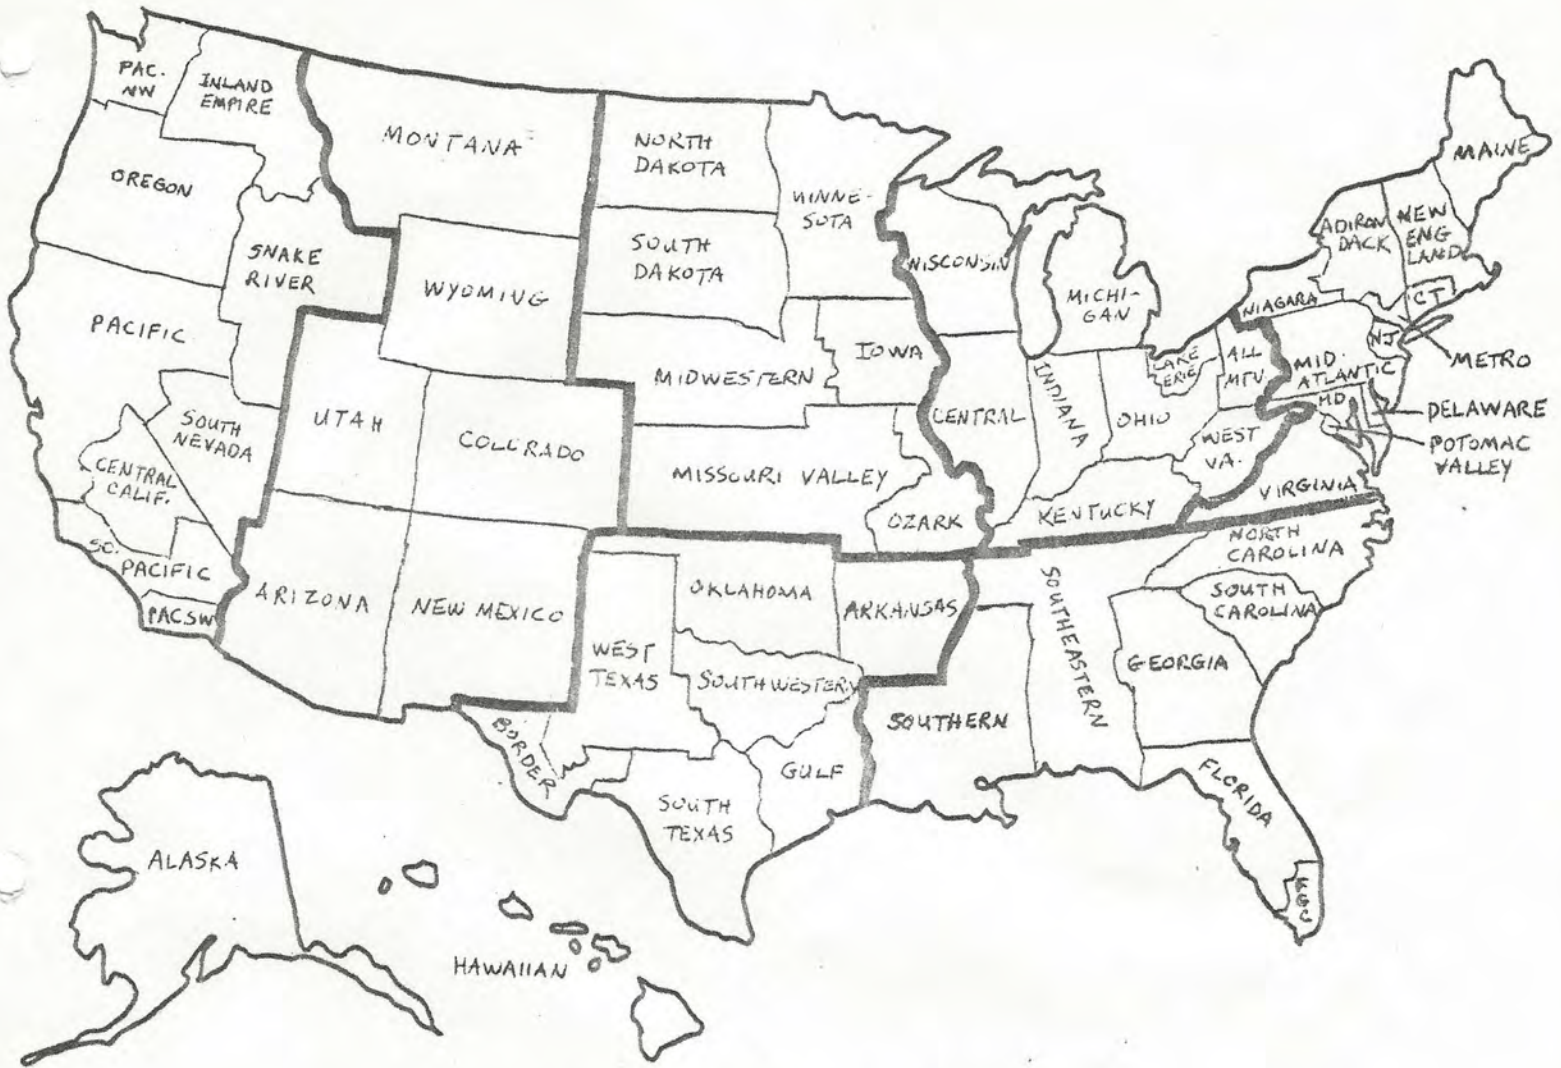 PAC.
NW
INLAND
EMPIRE
MONTANA
NORTH
DAKOTA
MINNE-
SOTA
MAINE
OREGON
ADIRON
DACK
NEW
ENG
LAND
SNAKE
RIVER
WYOMING
SOUTH
DAKOTA
WISCONSIN
MICHI-
GAN
NIAGARA
CT
PACIFIC
MIDWESTERN
IOWA
LAKE
ERIE
ALL
MTN
MID-
ATLANTIC
NJ
METRO
SOUTH
NEVADA
UTAH
COLORADO
CENTRAL
INDIANA
OHIO
MD.
DELAWARE
CENTRAL
CALIF.
MISSOURI VALLEY
WEST
VA.
POTOMAC
VALLEY
OZARK
KENTUCKY
VIRGINIA
SO.
PACIFIC
NORTH
CAROLINA
PACSW
ARIZONA
NEW MEXICO
OKLAHOMA
ARKANSAS
SOUTHEASTERN
SOUTH
CAROLINA
WEST
TEXAS
SOUTHWESTERN
GEORGIA
BORDER
SOUTHERN
GULF
FLORIDA
SOUTH
TEXAS
ALASKA
FGC
HAWAIIAN